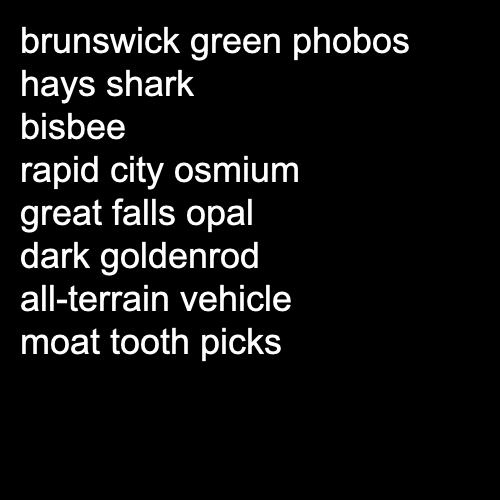 brunswick green phobos
hays shark
bisbee
rapid city osmium
great falls opal
dark goldenrod
all-terrain vehicle
moat tooth picks